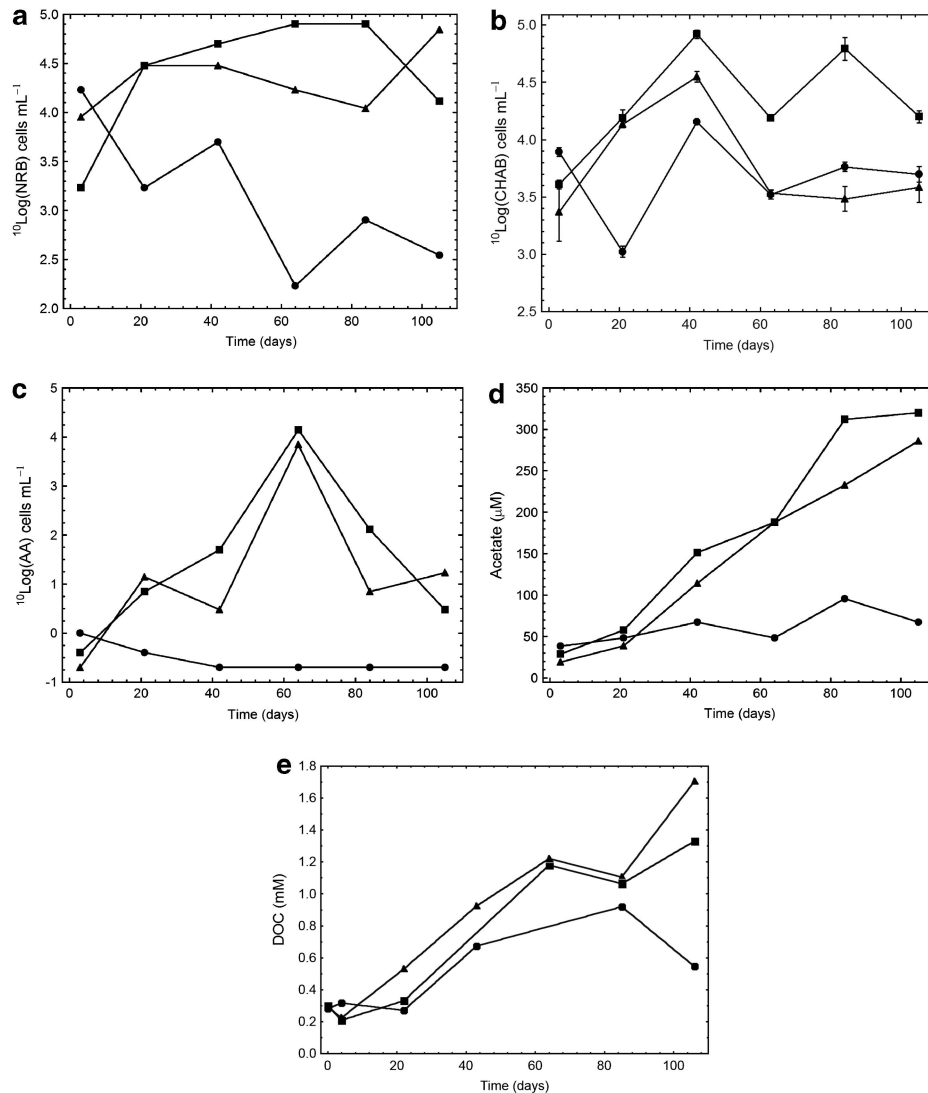 a
5.0
4.5
4.0
3.5
3.0
2.5
2.0
¹⁰Log(NRB) cells mL⁻¹
0 20 40 60 80 100
Time (days)
b
5.0
4.5
4.0
3.5
3.0
2.5
¹⁰Log(CHAB) cells mL⁻¹
0 20 40 60 80 100
Time (days)
c
5
4
3
2
1
0
-1
¹⁰Log(AA) cells mL⁻¹
0 20 40 60 80 100
Time (days)
d
350
300
250
200
150
100
50
0
Acetate (µM)
0 20 40 60 80 100
Time (days)
e
1.8
1.6
1.4
1.2
1.0
0.8
0.6
0.4
0.2
0.0
DOC (mM)
0 20 40 60 80 100
Time (days)